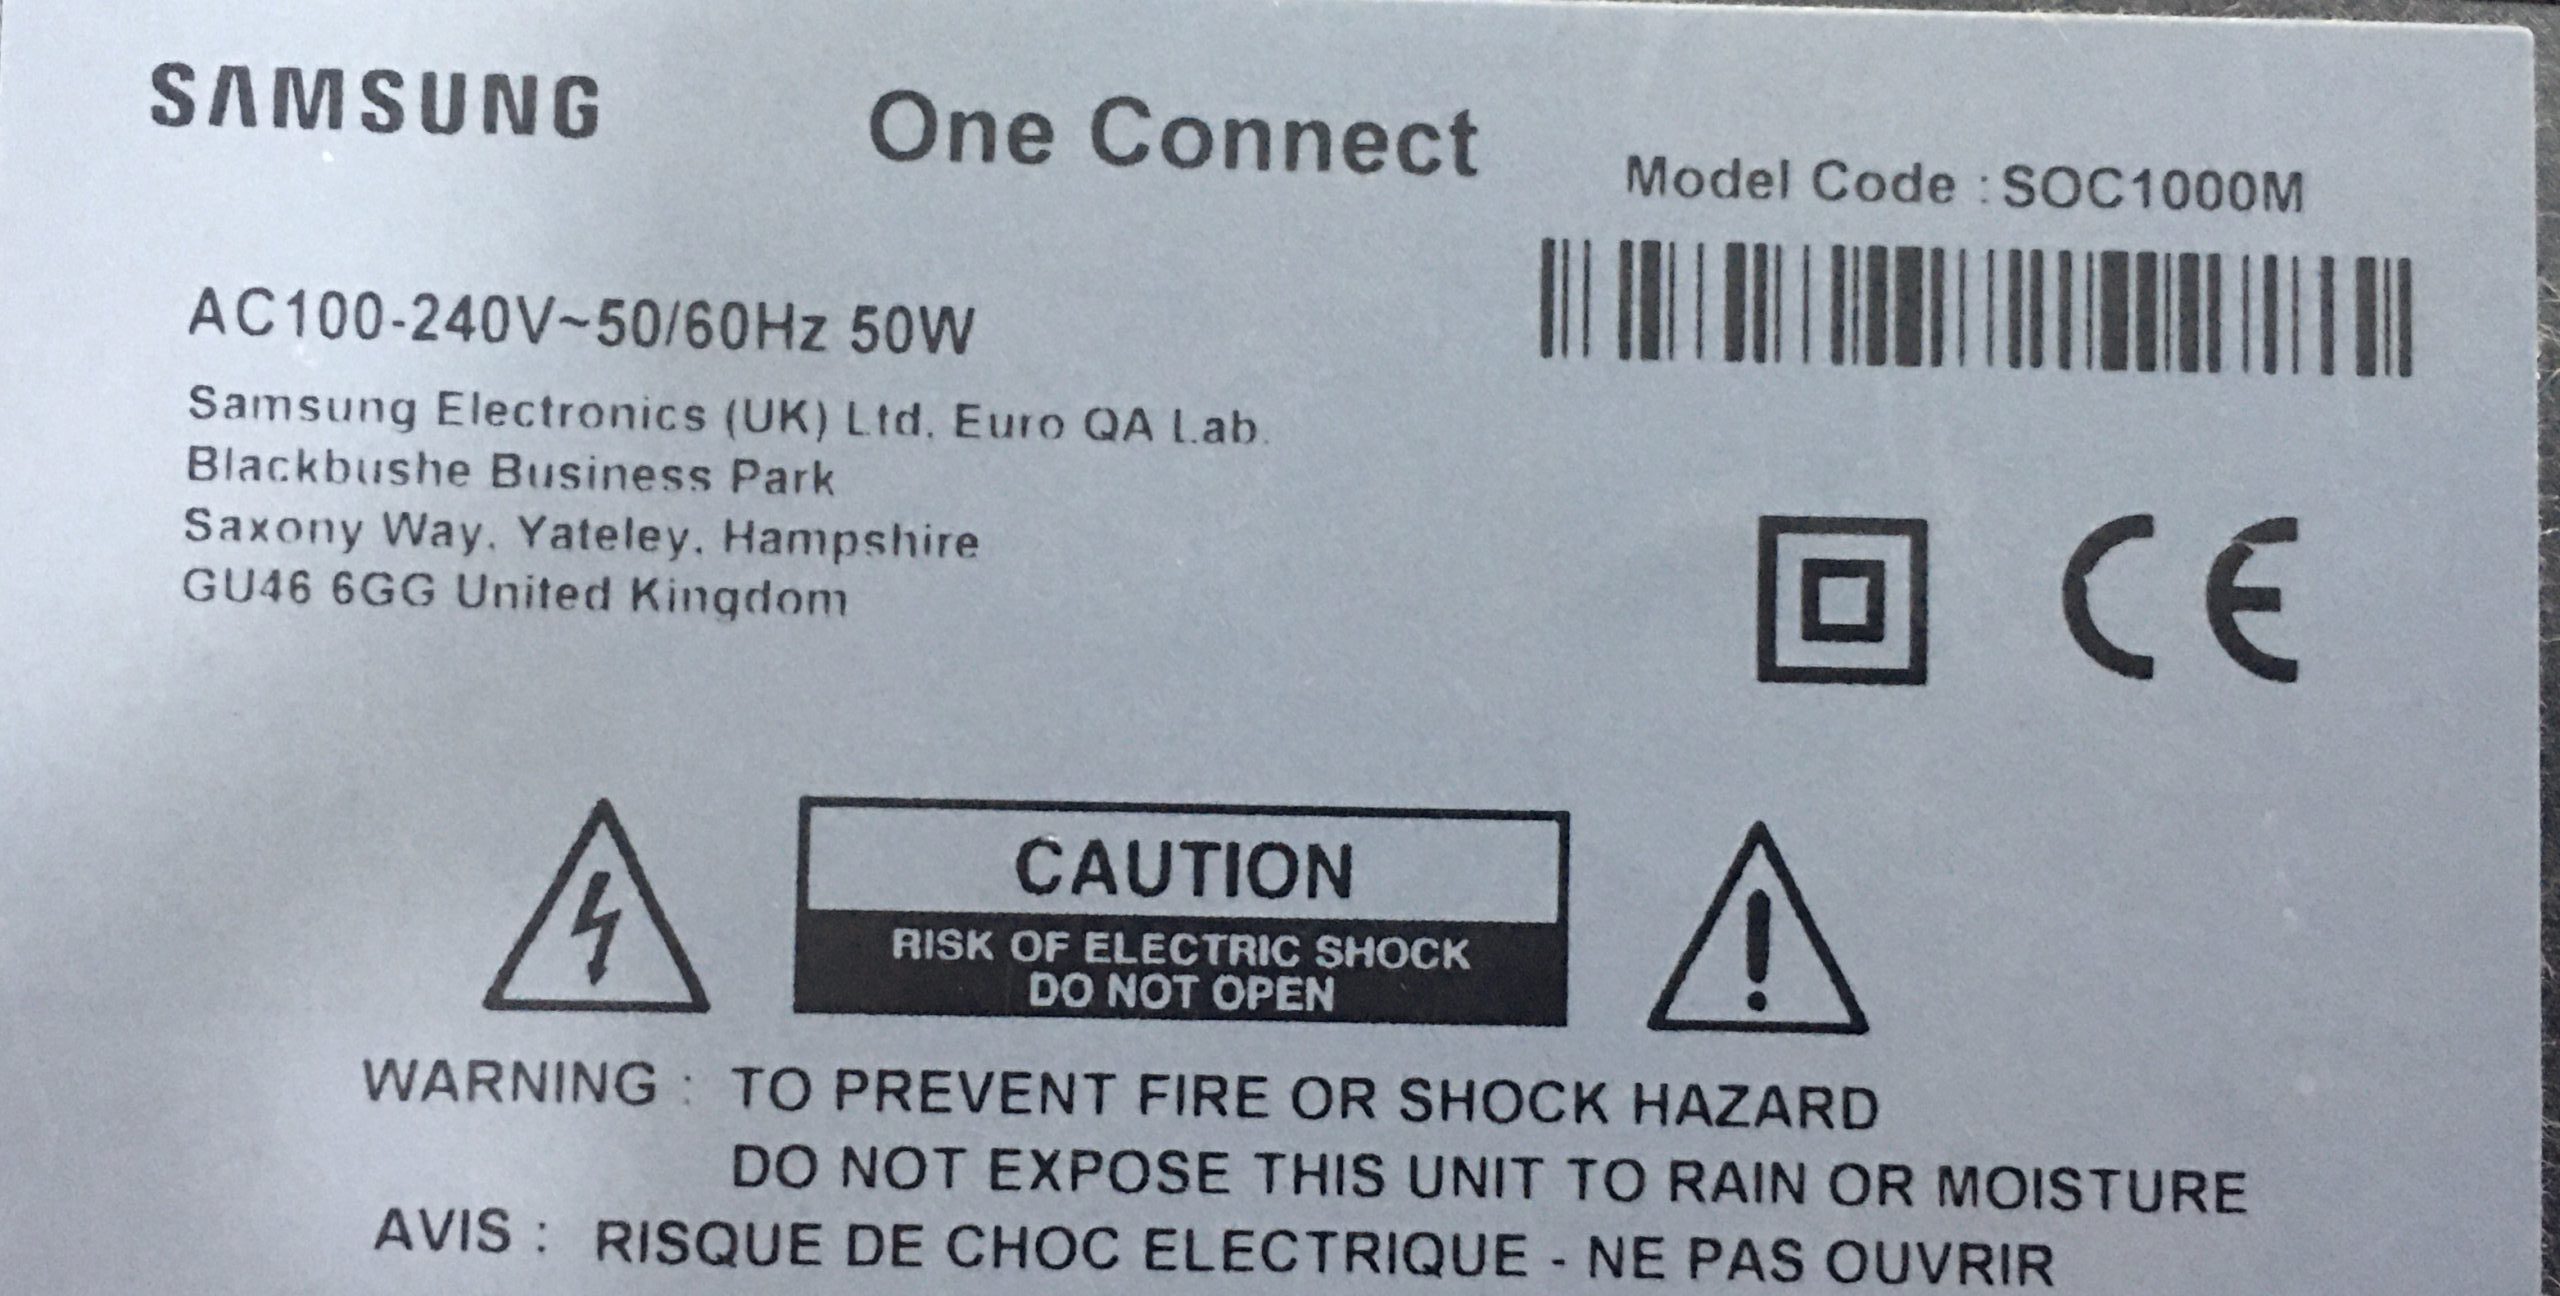 SAMSUNG
One Connect
Model Code : SOC1000M
AC100-240V~50/60Hz 50W
Samsung Electronics (UK) Ltd. Euro QA Lab.
Blackbushe Business Park
Saxony Way, Yateley, Hampshire
GU46 6GG United Kingdom
CE
CAUTION
RISK OF ELECTRIC SHOCK
DO NOT OPEN
WARNING : TO PREVENT FIRE OR SHOCK HAZARD
DO NOT EXPOSE THIS UNIT TO RAIN OR MOISTURE
AVIS : RISQUE DE CHOC ELECTRIQUE - NE PAS OUVRIR